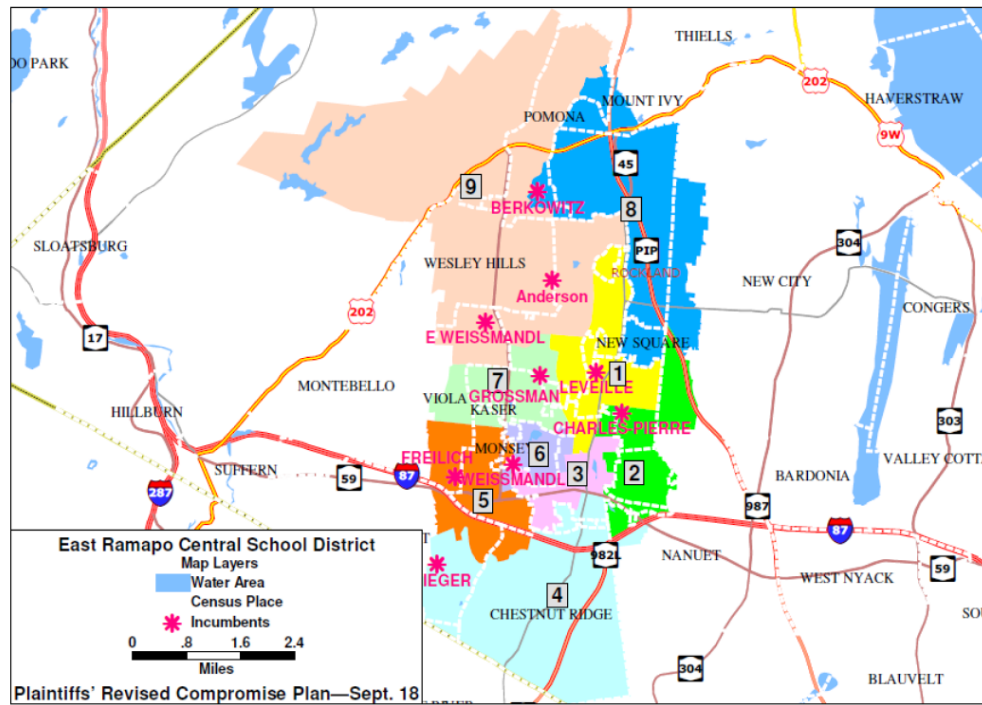 THIELLS
OO PARK
202
HAVERSTRAW
MOUNT IVY
POMONA
9W
45
9
BERKOWITZ
8
SLOATSBURG
304
PIP
WESLEY HILLS
ROCKLAND
NEW CITY
Anderson
CONGERS
202
E WEISSMANDL
17
NEW SQUARE
7
1
LEVEILLE
MONTEBELLO
GROSSMAN
VIOLA
KASER
HILLBURN
CHARLES-PIERRE
303
MONSEY
FREILICH
6
VALLEY COTT
SUFFERN
59
87
WEISSMANDL
3
2
BARDONIA
287
5
987
87
East Ramapo Central School District
Map Layers
Water Area
Census Place
Incumbents
0 .8 1.6 2.4
Miles
Plaintiffs' Revised Compromise Plan—Sept. 18
982L
NANUET
59
WEST NYACK
IEGER
4
CHESTNUT RIDGE
SO
304
BLAUVELT